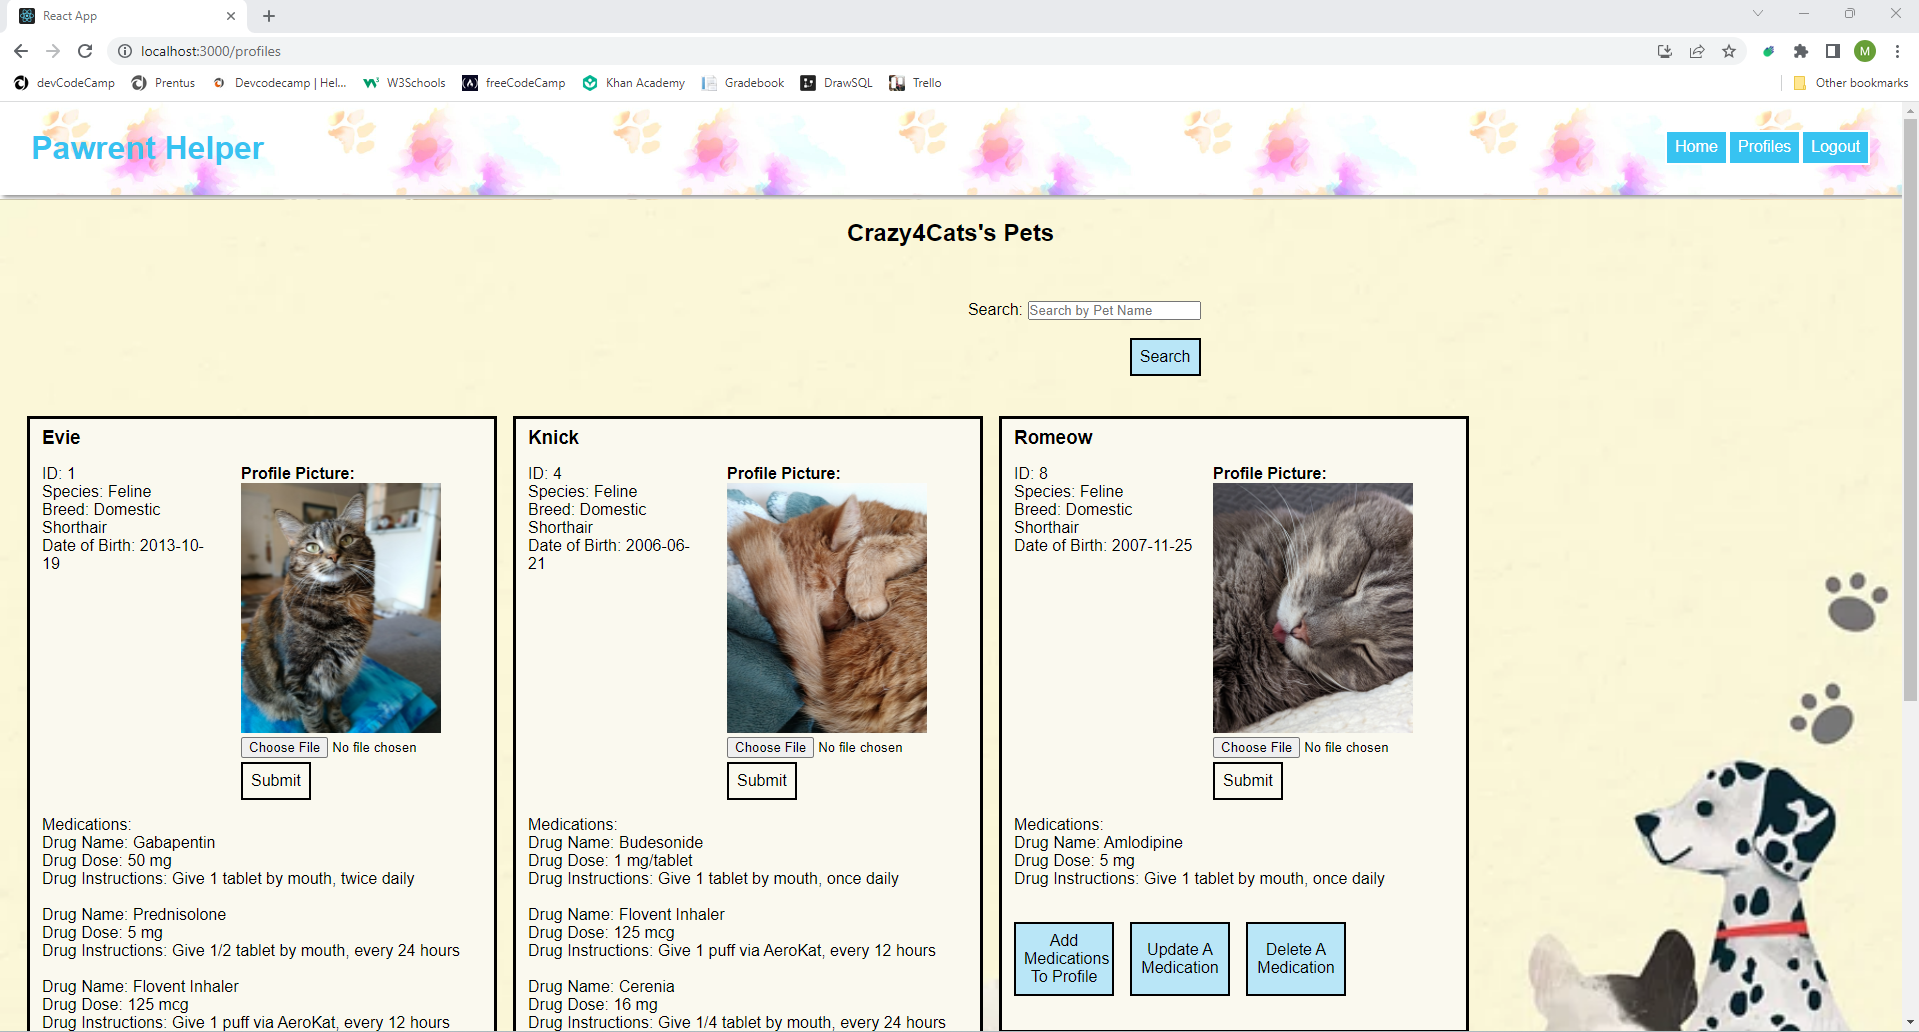 React App
localhost:3000/profiles
M
devCodeCamp
Prentus
Devcodecamp | Hel...
W3Schools
freeCodeCamp
Khan Academy
Gradebook
DrawSQL
Trello
Other bookmarks
Pawrent Helper
Home
Profiles
Logout
Crazy4Cats's Pets
Search: Search by Pet Name
Search
Evie
ID: 1
Species: Feline
Breed: Domestic
Shorthair
Date of Birth: 2013-10-
19
Profile Picture:
Choose File No file chosen
Submit
Medications:
Drug Name: Gabapentin
Drug Dose: 50 mg
Drug Instructions: Give 1 tablet by mouth, twice daily
Drug Name: Prednisolone
Drug Dose: 5 mg
Drug Instructions: Give 1/2 tablet by mouth, every 24 hours
Drug Name: Flovent Inhaler
Drug Dose: 125 mcg
Drug Instructions: Give 1 puff via AeroKat, every 12 hours
Knick
ID: 4
Species: Feline
Breed: Domestic
Shorthair
Date of Birth: 2006-06-
21
Profile Picture:
Choose File No file chosen
Submit
Medications:
Drug Name: Budesonide
Drug Dose: 1 mg/tablet
Drug Instructions: Give 1 tablet by mouth, once daily
Drug Name: Flovent Inhaler
Drug Dose: 125 mcg
Drug Instructions: Give 1 puff via AeroKat, every 12 hours
Drug Name: Cerenia
Drug Dose: 16 mg
Drug Instructions: Give 1/4 tablet by mouth, every 24 hours
Romeow
ID: 8
Species: Feline
Breed: Domestic
Shorthair
Date of Birth: 2007-11-25
Profile Picture:
Choose File No file chosen
Submit
Medications:
Drug Name: Amlodipine
Drug Dose: 5 mg
Drug Instructions: Give 1 tablet by mouth, once daily
Add
Medications
To Profile
Update A
Medication
Delete A
Medication